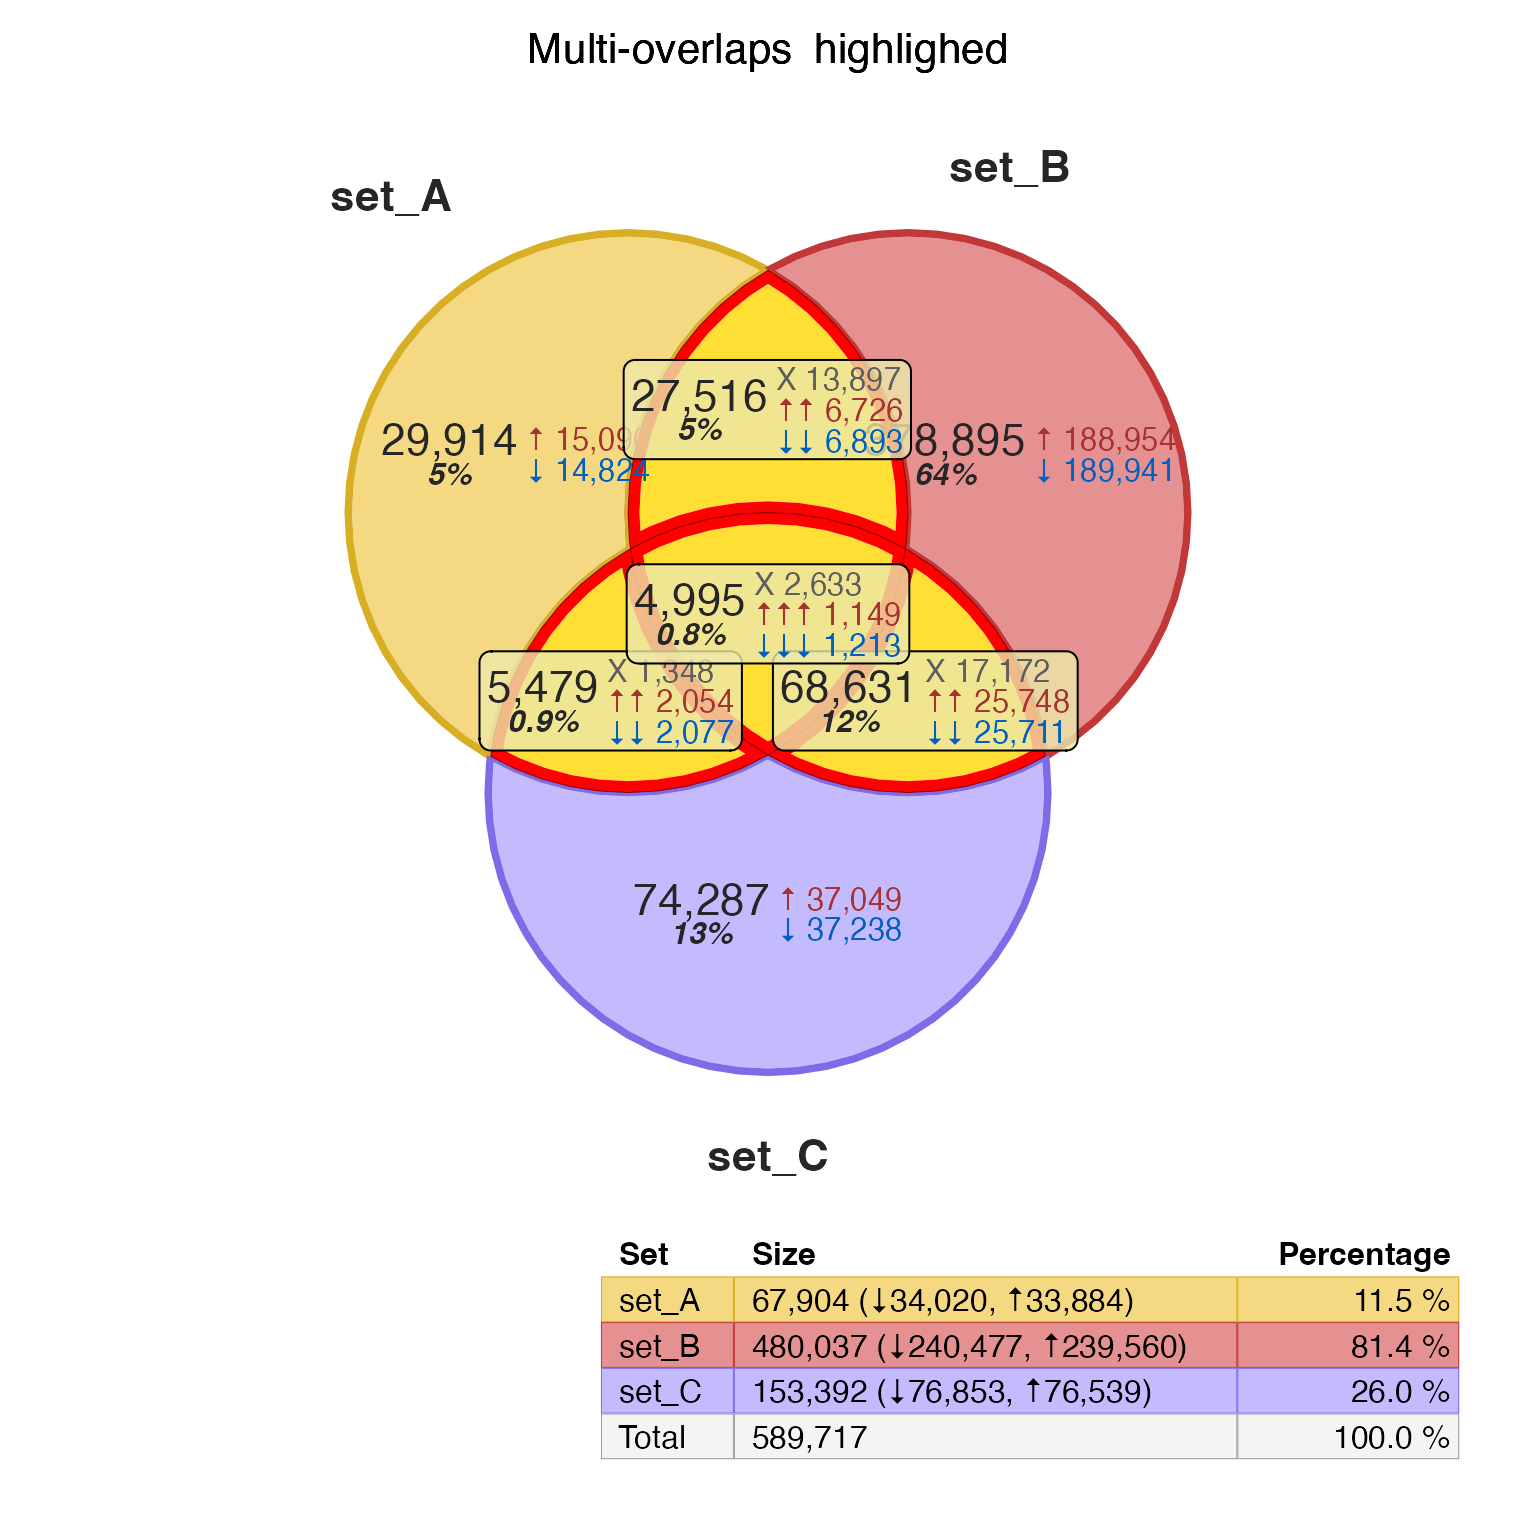 Multi-overlaps highlighed
set_A
set_B
27,516 X 13,897
5% ↑↑ 6,726
↓↓ 6,893
29,914 ↑
5% ↓ 14,824
8,895 ↑ 188,954
64% ↓ 189,941
4,995 X 2,633
0.8% ↑↑↑ 1,149
↓↓↓ 1,213
5,479 X 1,348
0.9% ↑↑ 2,054
↓↓ 2,077
68,631 X 17,172
12% ↑↑ 25,748
↓↓ 25,711
74,287 ↑ 37,049
13% ↓ 37,238
set_C
Set Size Percentage
set_A 67,904 (↓34,020, ↑33,884) 11.5 %
set_B 480,037 (↓240,477, ↑239,560) 81.4 %
set_C 153,392 (↓76,853, ↑76,539) 26.0 %
Total 589,717 100.0 %